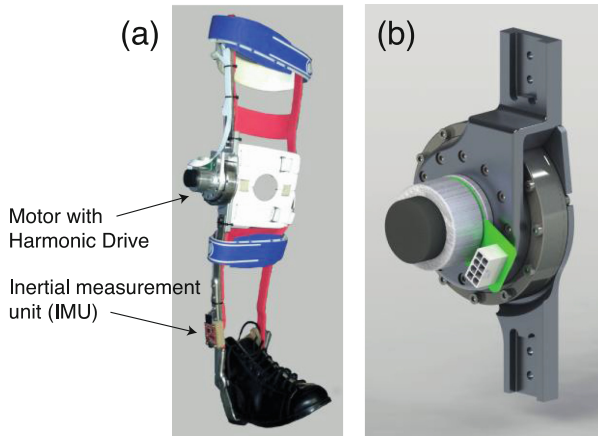 (a)
(b)
Motor with
Harmonic Drive
Inertial measurement
unit (IMU)